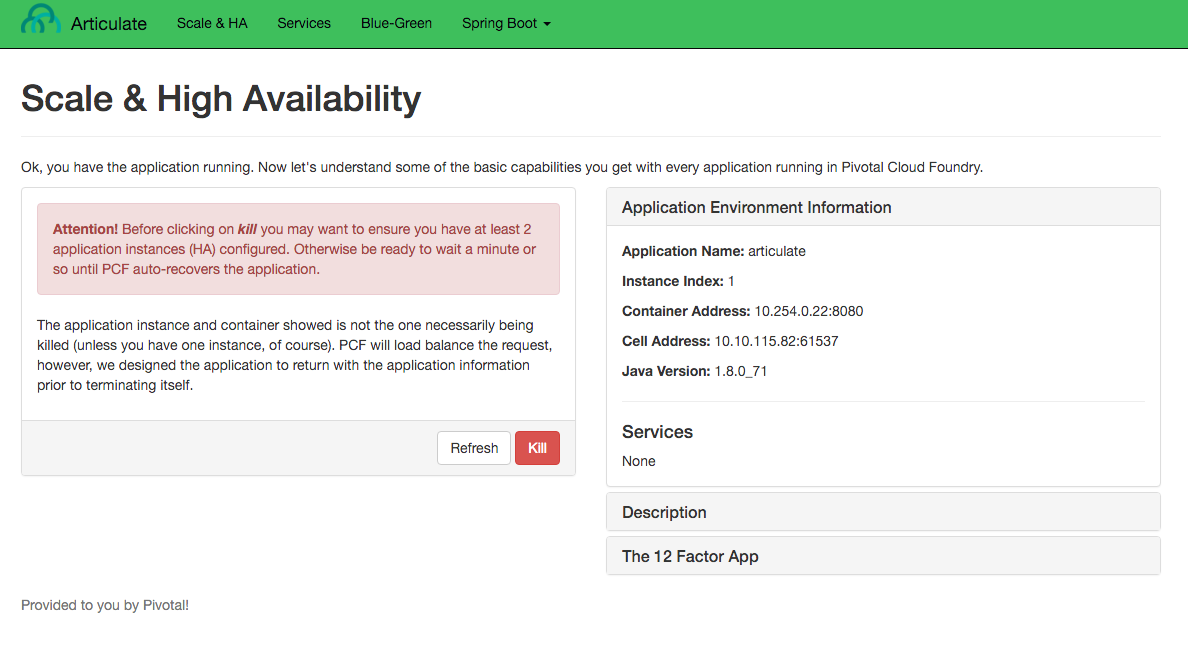 Articulate Scale & HA Services Blue-Green Spring Boot
Scale & High Availability
Ok, you have the application running. Now let's understand some of the basic capabilities you get with every application running in Pivotal Cloud Foundry.
Attention! Before clicking on kill you may want to ensure you have at least 2
application instances (HA) configured. Otherwise be ready to wait a minute or
so until PCF auto-recovers the application.
The application instance and container showed is not the one necessarily being
killed (unless you have one instance, of course). PCF will load balance the request,
however, we designed the application to return with the application information
prior to terminating itself.
Refresh Kill
Application Environment Information
Application Name: articulate
Instance Index: 1
Container Address: 10.254.0.22:8080
Cell Address: 10.10.115.82:61537
Java Version: 1.8.0_71
Services
None
Description
The 12 Factor App
Provided to you by Pivotal!